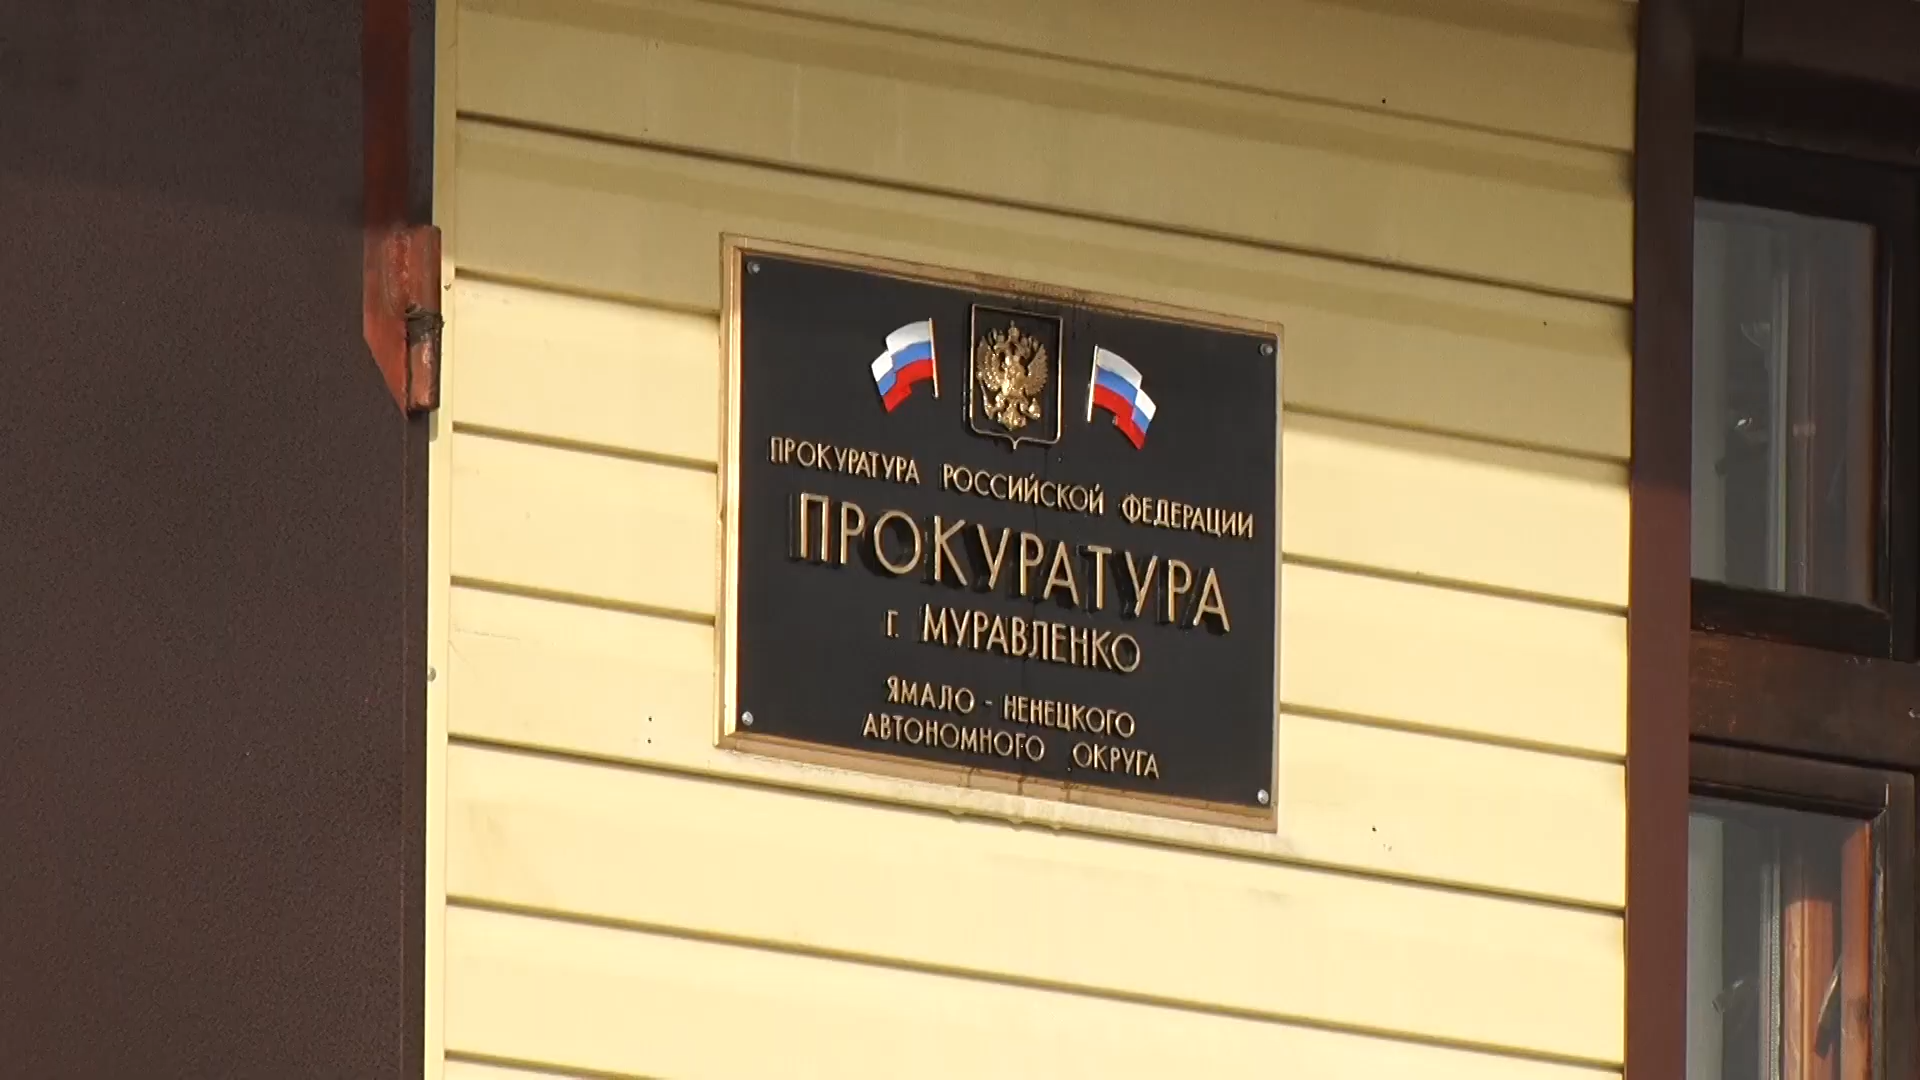 ПРОКУРАТУРА РОССИЙСКОЙ ФЕДЕРАЦИИ
ПРОКУРАТУРА
г. МУРАВЛЕНКО
ЯМАЛО - НЕНЕЦКОГО
АВТОНОМНОГО ОКРУГА